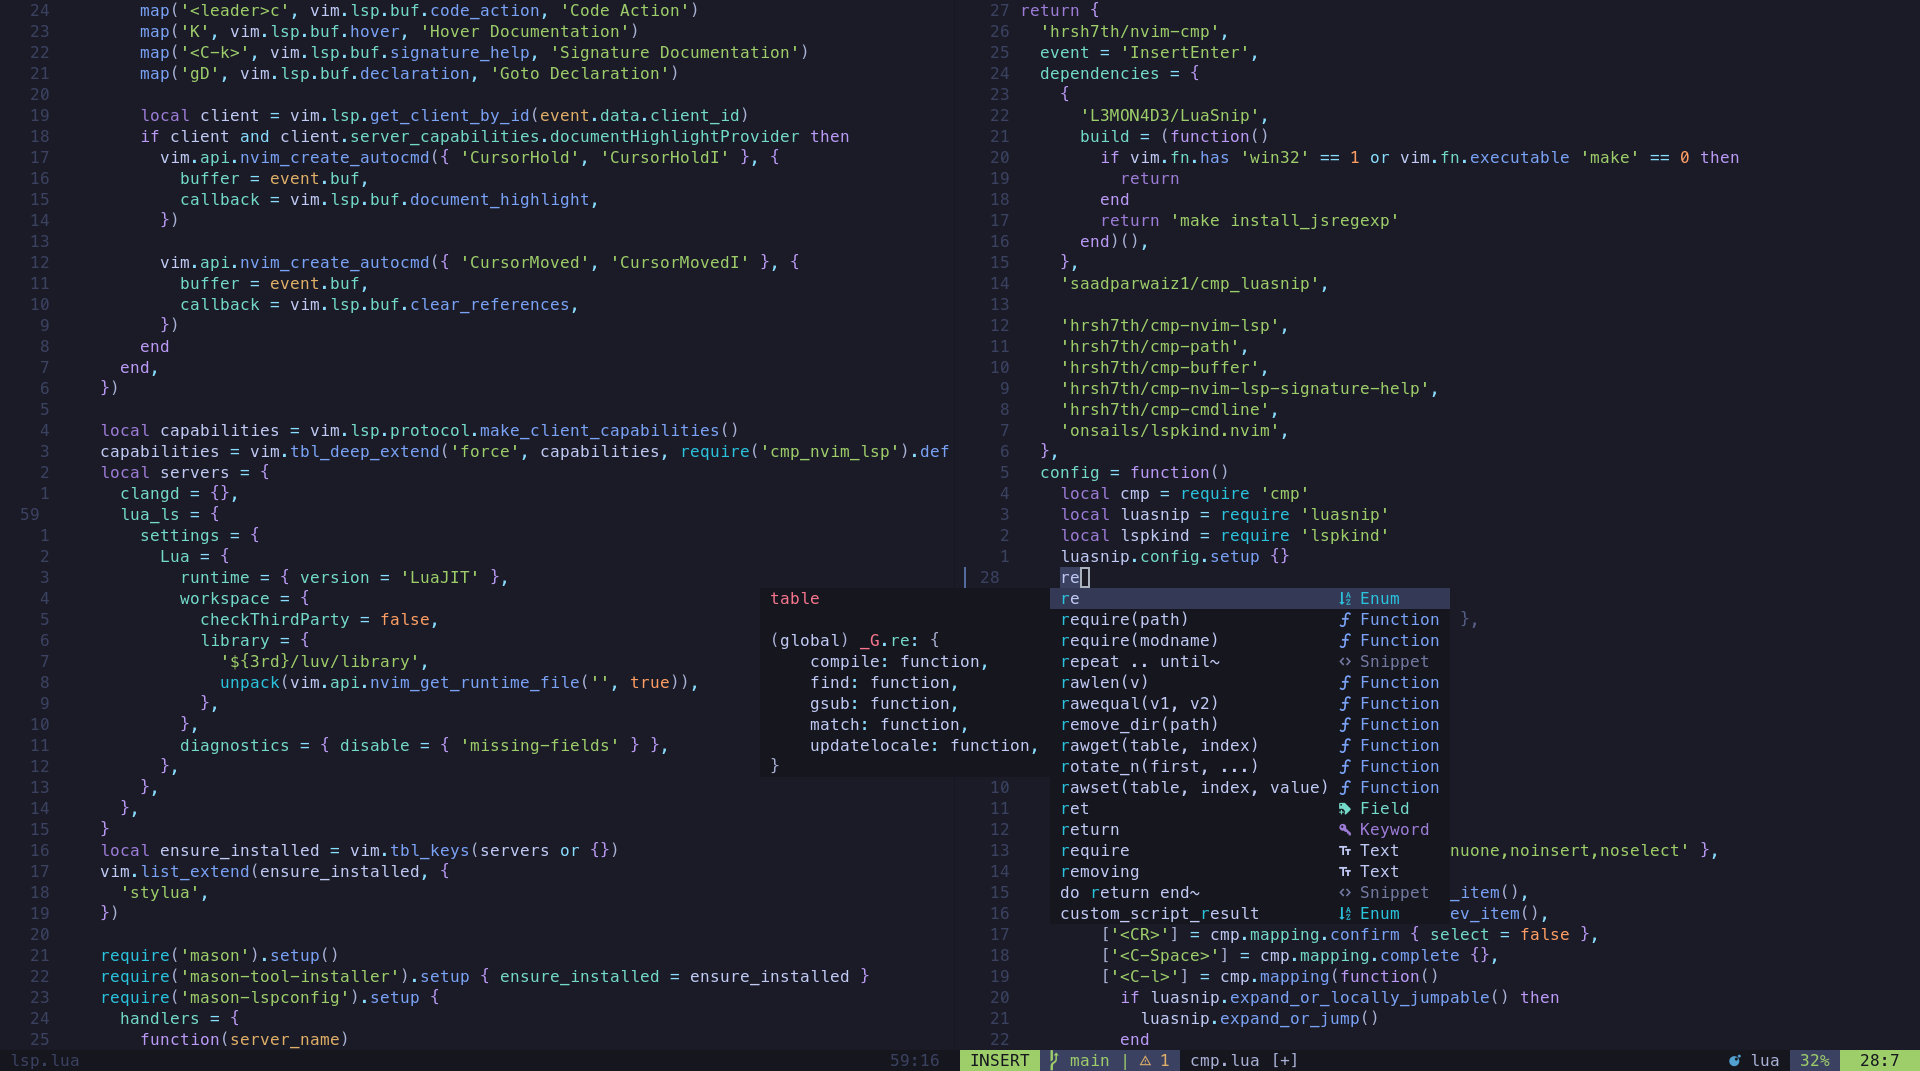 24         map('<leader>c', vim.lsp.buf.code_action, 'Code Action')
23         map('K', vim.lsp.buf.hover, 'Hover Documentation')
22         map('<C-k>', vim.lsp.buf.signature_help, 'Signature Documentation')
21         map('gD', vim.lsp.buf.declaration, 'Goto Declaration')
20
19         local client = vim.lsp.get_client_by_id(event.data.client_id)
18         if client and client.server_capabilities.documentHighlightProvider then
17           vim.api.nvim_create_autocmd({ 'CursorHold', 'CursorHoldI' }, {
16             buffer = event.buf,
15             callback = vim.lsp.buf.document_highlight,
14           })
13
12           vim.api.nvim_create_autocmd({ 'CursorMoved', 'CursorMovedI' }, {
11             buffer = event.buf,
10             callback = vim.lsp.buf.clear_references,
9           })
8         end
7       end,
6     })
5
4     local capabilities = vim.lsp.protocol.make_client_capabilities()
3     capabilities = vim.tbl_deep_extend('force', capabilities, require('cmp_nvim_lsp').def
2     local servers = {
1       clangd = {},
59       lua_ls = {
1         settings = {
2           Lua = {
3             runtime = { version = 'LuaJIT' },
4             workspace = {
5               checkThirdParty = false,
6               library = {
7                 '${3rd}/luv/library',
8                 unpack(vim.api.nvim_get_runtime_file('', true)),
9               },
10             },
11             diagnostics = { disable = { 'missing-fields' } },
12           },
13         },
14       },
15     }
16     local ensure_installed = vim.tbl_keys(servers or {})
17     vim.list_extend(ensure_installed, {
18       'stylua',
19     })
20
21     require('mason').setup()
22     require('mason-tool-installer').setup { ensure_installed = ensure_installed }
23     require('mason-lspconfig').setup {
24       handlers = {
25         function(server_name)
lsp.lua 59:16
27 return {
26   'hrsh7th/nvim-cmp',
25   event = 'InsertEnter',
24   dependencies = {
23     {
22       'L3MON4D3/LuaSnip',
21       build = (function()
20         if vim.fn.has 'win32' == 1 or vim.fn.executable 'make' == 0 then
19           return
18         end
17         return 'make install_jsregexp'
16       end)(),
15     },
14     'saadparwaiz1/cmp_luasnip',
13
12     'hrsh7th/cmp-nvim-lsp',
11     'hrsh7th/cmp-path',
10     'hrsh7th/cmp-buffer',
9     'hrsh7th/cmp-nvim-lsp-signature-help',
8     'hrsh7th/cmp-cmdline',
7     'onsails/lspkind.nvim',
6   },
5   config = function()
4     local cmp = require 'cmp'
3     local luasnip = require 'luasnip'
2     local lspkind = require 'lspkind'
1     luasnip.config.setup {}
28     re
table
(global) _G.re: {
    compile: function,
    find: function,
    gsub: function,
    match: function,
    updatelocale: function,
}
re Enum
require(path) Function },
require(modname) Function
repeat .. until~ Snippet
rawlen(v) Function
rawequal(v1, v2) Function
remove_dir(path) Function
rawget(table, index) Function
rotate_n(first, ...) Function
10 rawset(table, index, value) Function
11 ret Field
12 return Keyword
13 require Text nuone,noinsert,noselect' },
14 removing Text
15 do return end~ Snippet _item(),
16 custom_script_result Enum ev_item(),
17         ['<CR>'] = cmp.mapping.confirm { select = false },
18         ['<C-Space>'] = cmp.mapping.complete {},
19         ['<C-l>'] = cmp.mapping(function()
20           if luasnip.expand_or_locally_jumpable() then
21             luasnip.expand_or_jump()
22           end
INSERT main | 1 cmp.lua [+] lua 32% 28:7